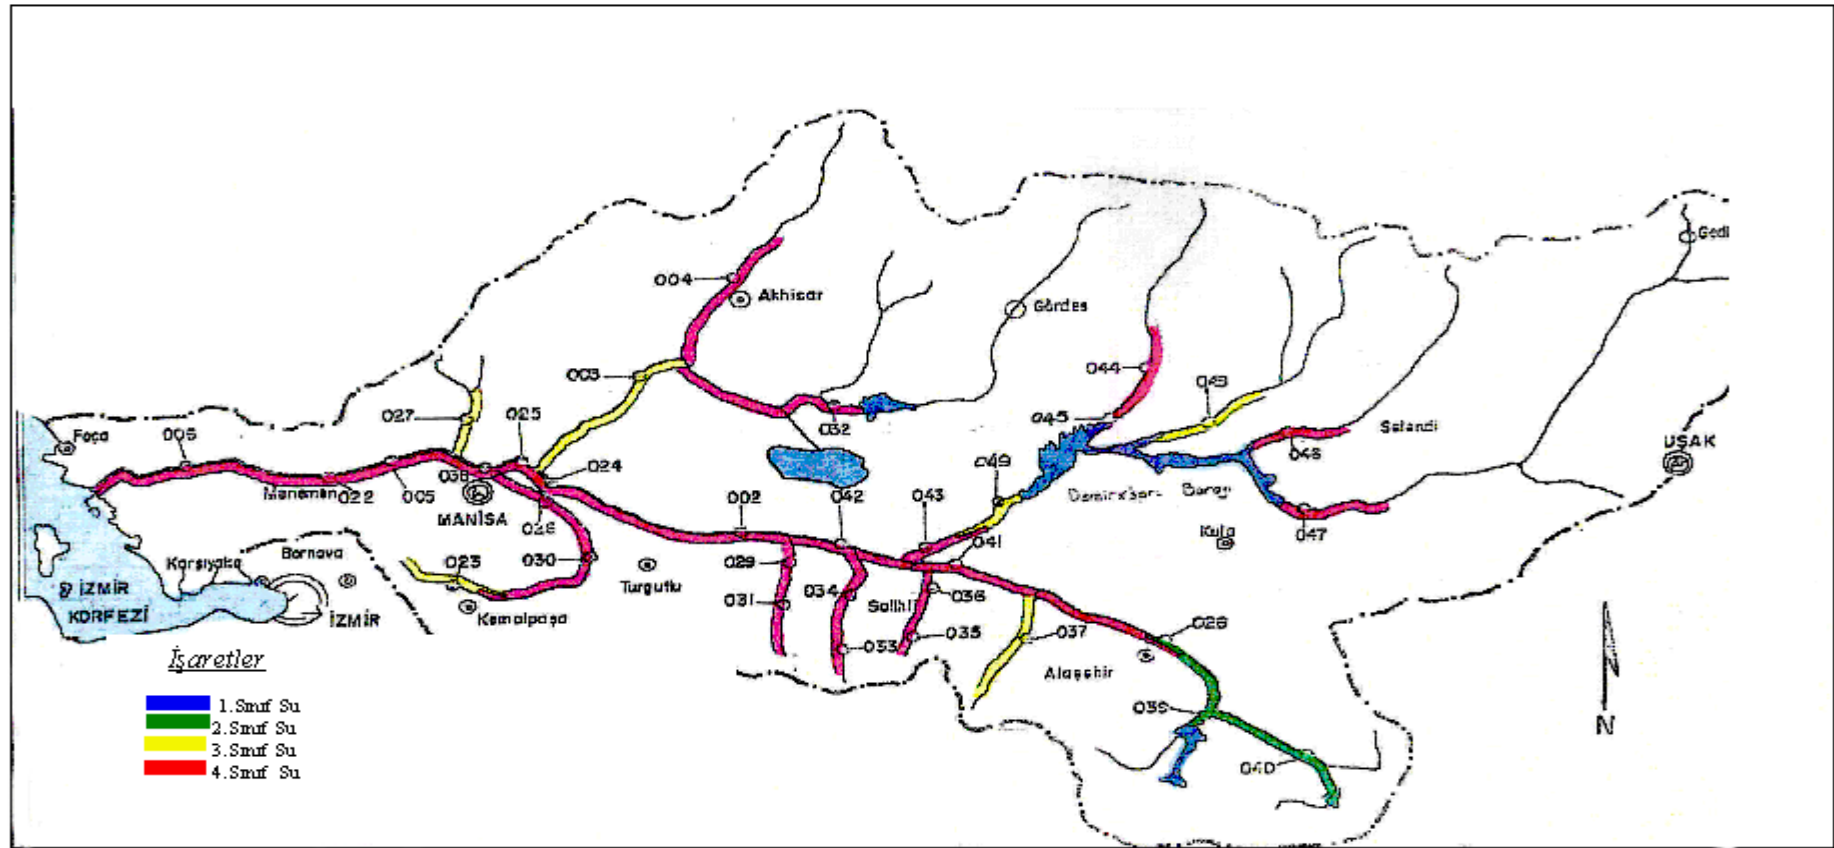 Gedi
004
Akhisar
Gördes
003
044
043
027
025
032
045
Selendi
Foça
006
UŞAK
038
024
049
046
Menemen
022
005
MANİSA
002
042
043
Demirköprü Barajı
026
Kula
047
Karşıyaka
Bornova
023
030
041
029
Turgutlu
İZMİR
KÖRFEZİ
İZMİR
Kemalpaşa
031
034
Salihli
036
033
035
037
028
Alaşehir
İşaretler
1.Sınıf Su
2.Sınıf Su
3.Sınıf Su
4.Sınıf Su
039
040
N